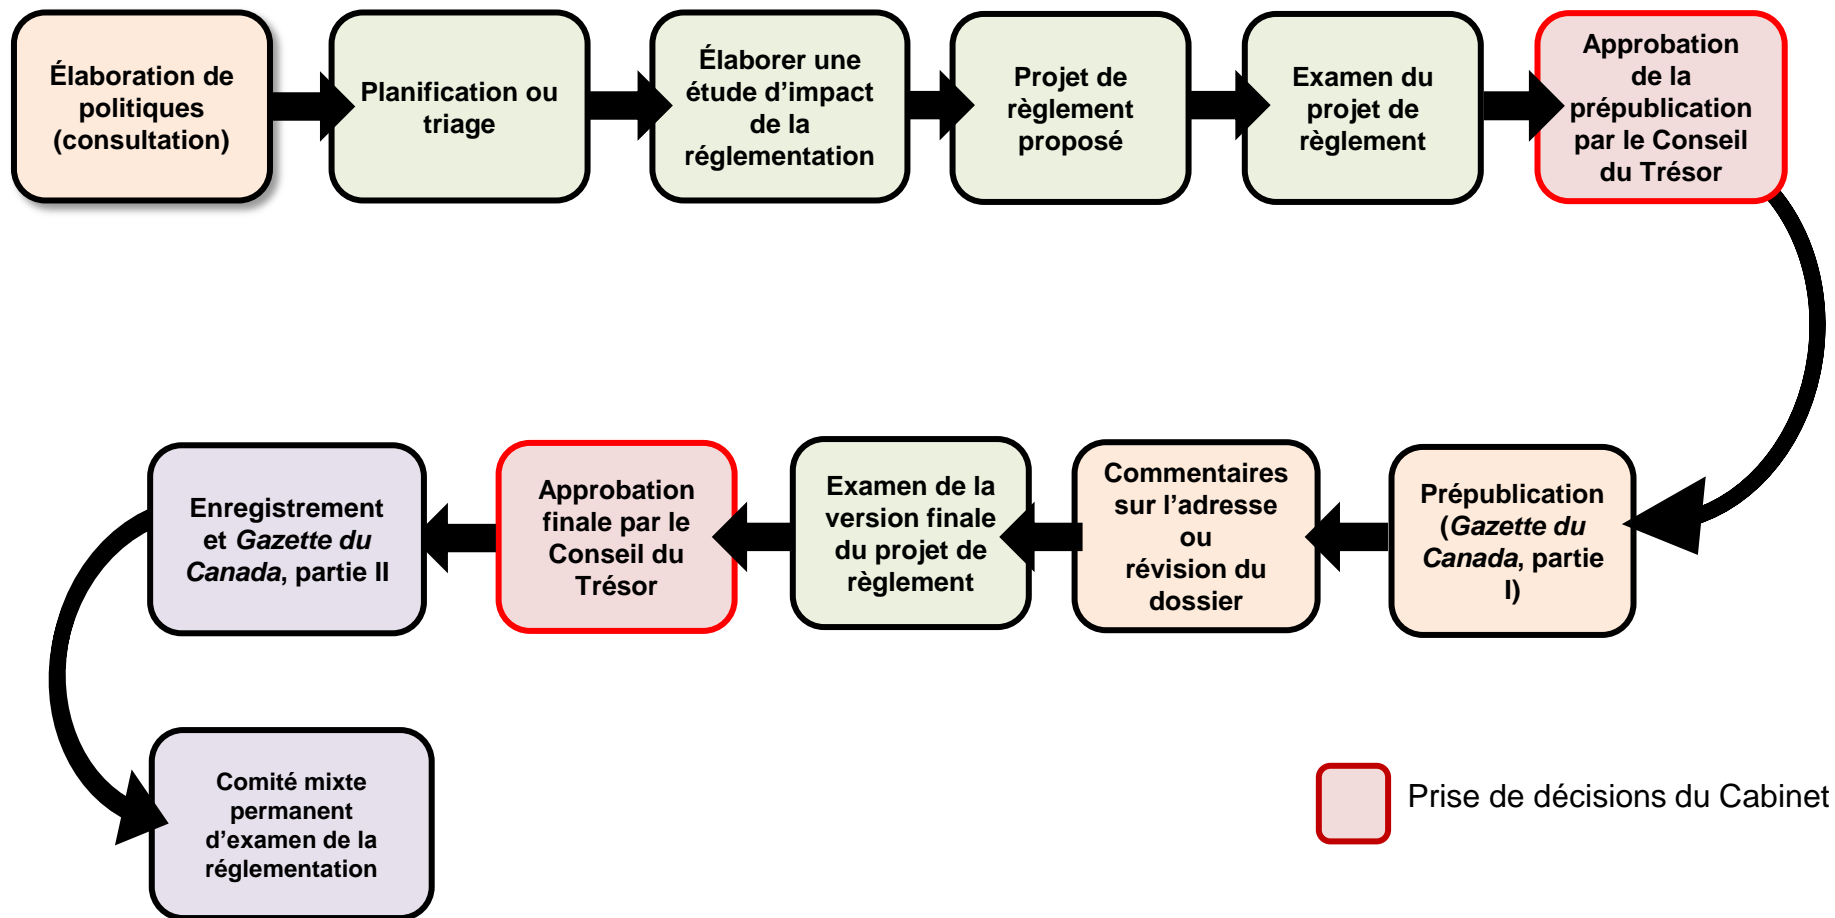 Élaboration de
politiques
(consultation)
Planification ou
triage
Élaborer une
étude d’impact
de la
réglementation
Projet de
règlement
proposé
Examen du
projet de
règlement
Approbation
de la
prépublication
par le Conseil
du Trésor
Prépublication
(Gazette du
Canada, partie
I)
Commentaires
sur l’adresse
ou
révision du
dossier
Examen de la
version finale
du projet de
règlement
Approbation
finale par le
Conseil du
Trésor
Enregistrement
et Gazette du
Canada, partie II
Comité mixte
permanent
d’examen de la
réglementation
Prise de décisions du Cabinet